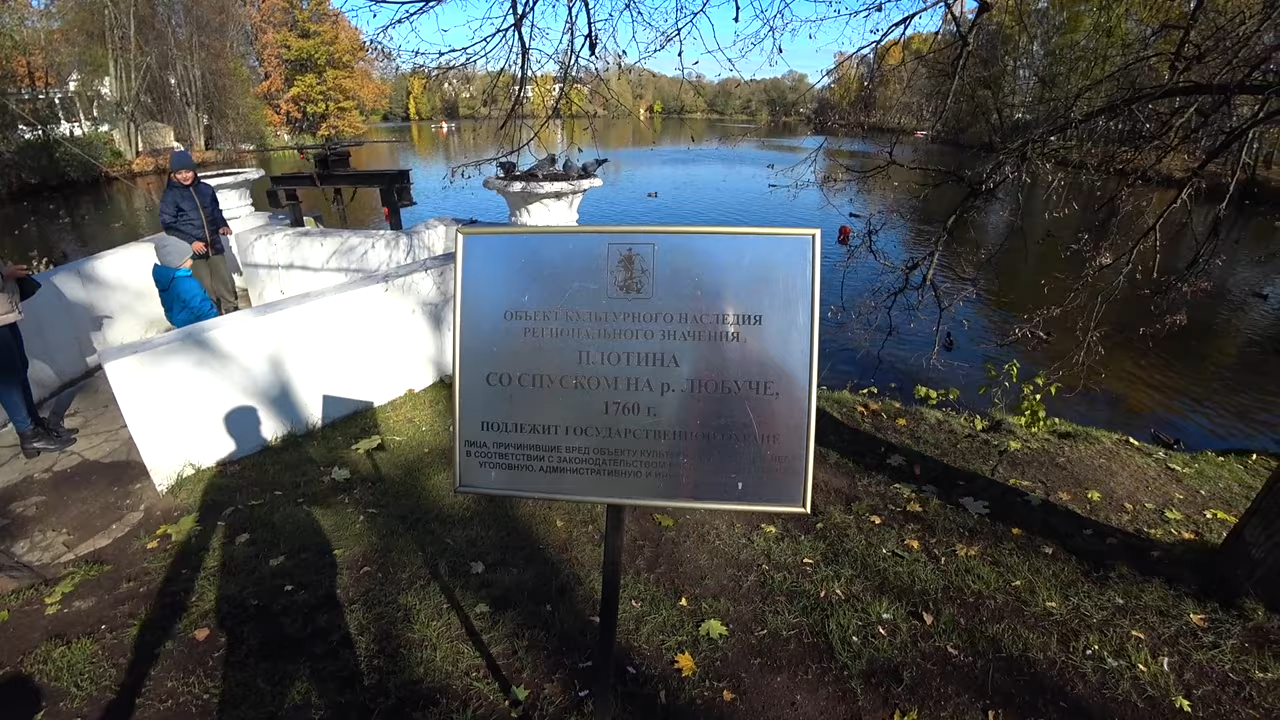 ОБЪЕКТ КУЛЬТУРНОГО НАСЛЕДИЯ
РЕГИОНАЛЬНОГО ЗНАЧЕНИЯ
ПЛОТИНА
СО СПУСКОМ НА р. ЛЮБУЧЕ,
1760 г.
ПОДЛЕЖИТ ГОСУДАРСТВЕННОЙ ОХРАНЕ
ЛИЦА, ПРИЧИНИВШИЕ ВРЕД ОБЪЕКТУ
В СООТВЕТСТВИИ С ЗАКОНОДАТЕЛЬСТВОМ
УГОЛОВНУЮ, АДМИНИСТРАТИВНУЮ И